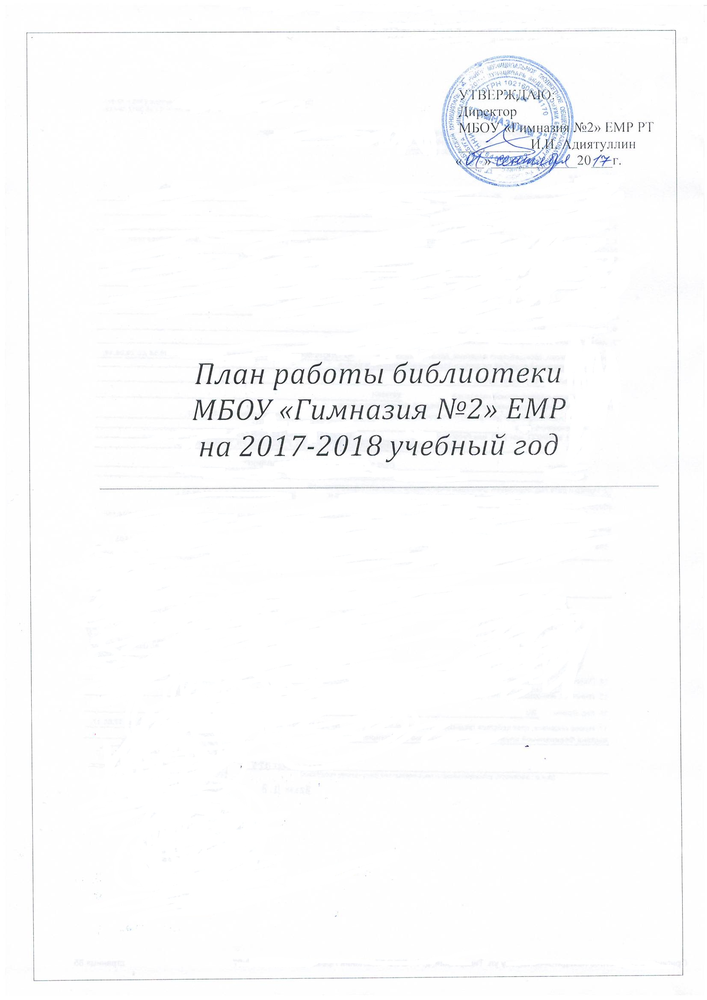 УТВЕРЖДАЮ:
Директор
МБОУ «Гимназия №2» ЕМР РТ
И.И. Адиятуллин
«01» сентября 2017г.
План работы библиотеки
МБОУ «Гимназия №2» ЕМР
на 2017-2018 учебный год